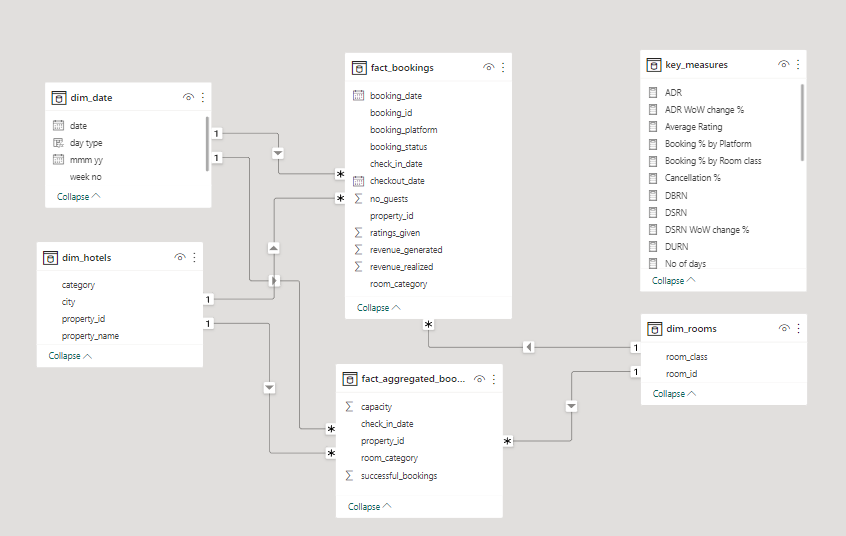 dim_date
date
day type
mmm yy
week no
Collapse
dim_hotels
category
city
property_id
property_name
Collapse
fact_bookings
booking_date
booking_id
booking_platform
booking_status
check_in_date
checkout_date
no_guests
property_id
ratings_given
revenue_generated
revenue_realized
room_category
Collapse
fact_aggregated_boo...
capacity
check_in_date
property_id
room_category
successful_bookings
Collapse
key_measures
ADR
ADR WoW change %
Average Rating
Booking % by Platform
Booking % by Room class
Cancellation %
DBRN
DSRN
DSRN WoW change %
DURN
No of days
Collapse
dim_rooms
room_class
room_id
Collapse
1
1
*
*
1
1
*
1
1
*
*
*